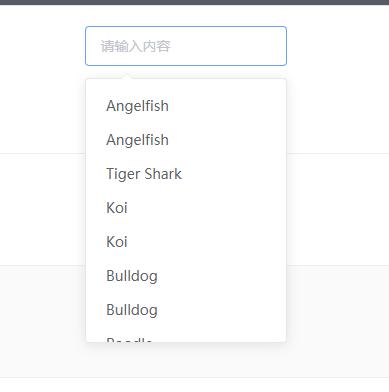 请输入内容
Angelfish
Angelfish
Tiger Shark
Koi
Koi
Bulldog
Bulldog